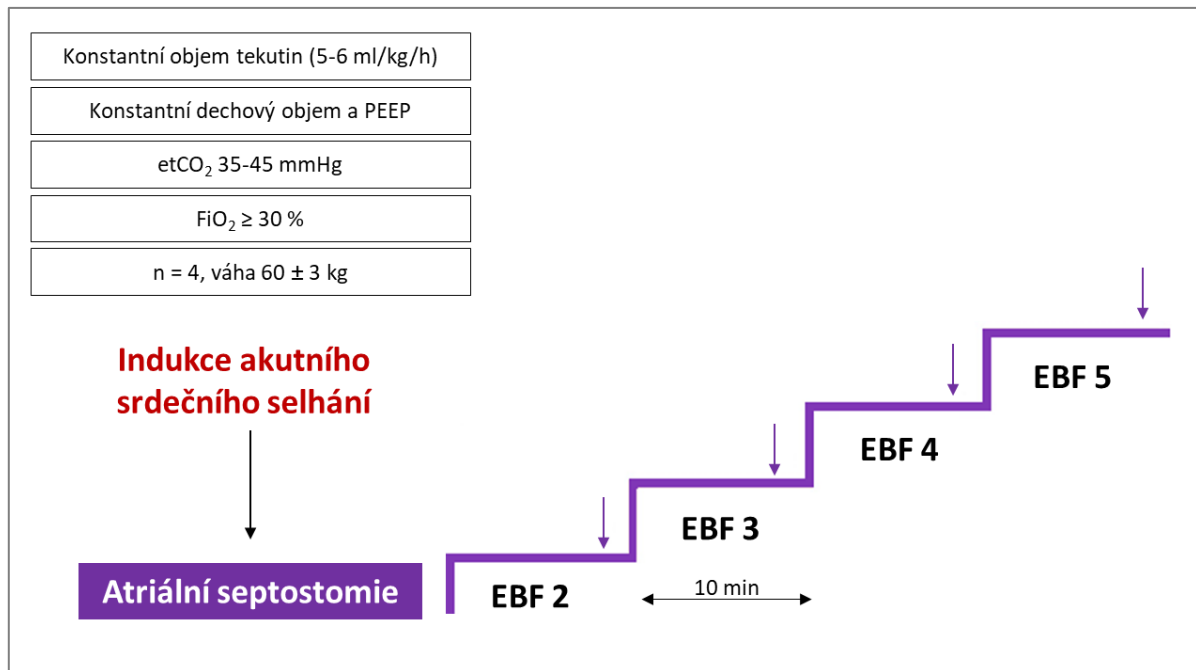 Konstantní objem tekutin (5-6 ml/kg/h)
Konstantní dechový objem a PEEP
etCO₂ 35-45 mmHg
FiO₂ ≥ 30 %
n = 4, váha 60 ± 3 kg
Indukce akutního
srdečního selhání
Atriální septostomie
EBF 2
EBF 3
EBF 4
EBF 5
10 min